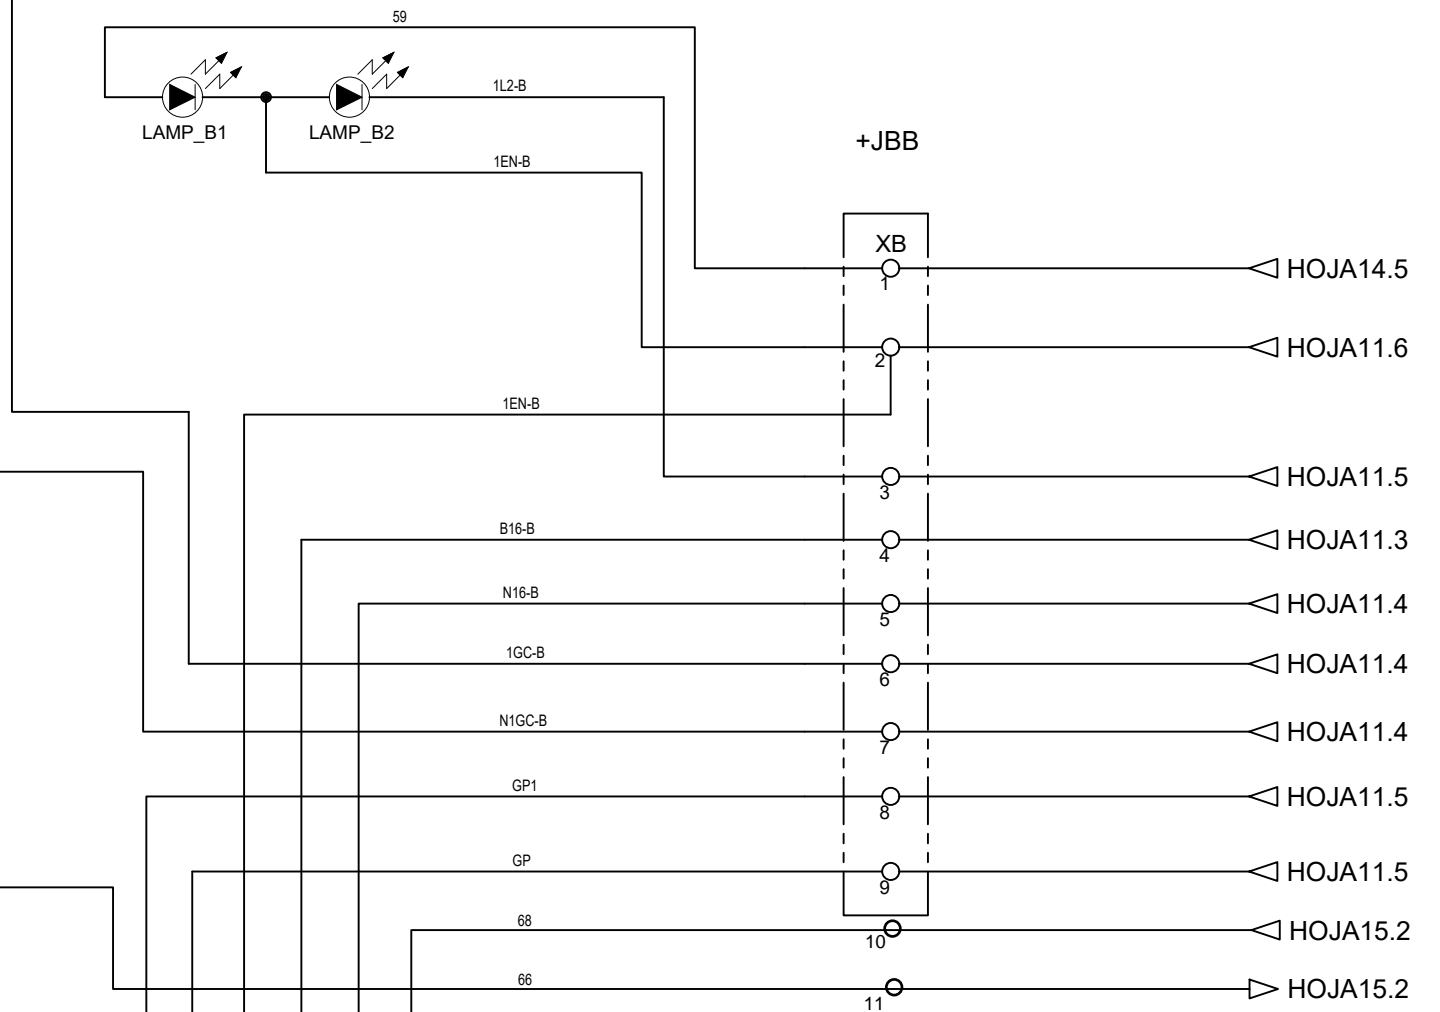 59
1L2-B
LAMP_B1
LAMP_B2
+JBB
1EN-B
XB
1
HOJA14.5
2
HOJA11.6
1EN-B
3
HOJA11.5
B16-B
4
HOJA11.3
N16-B
5
HOJA11.4
1GC-B
6
HOJA11.4
N1GC-B
7
HOJA11.4
GP1
8
HOJA11.5
GP
9
HOJA11.5
68
10
HOJA15.2
66
11
HOJA15.2